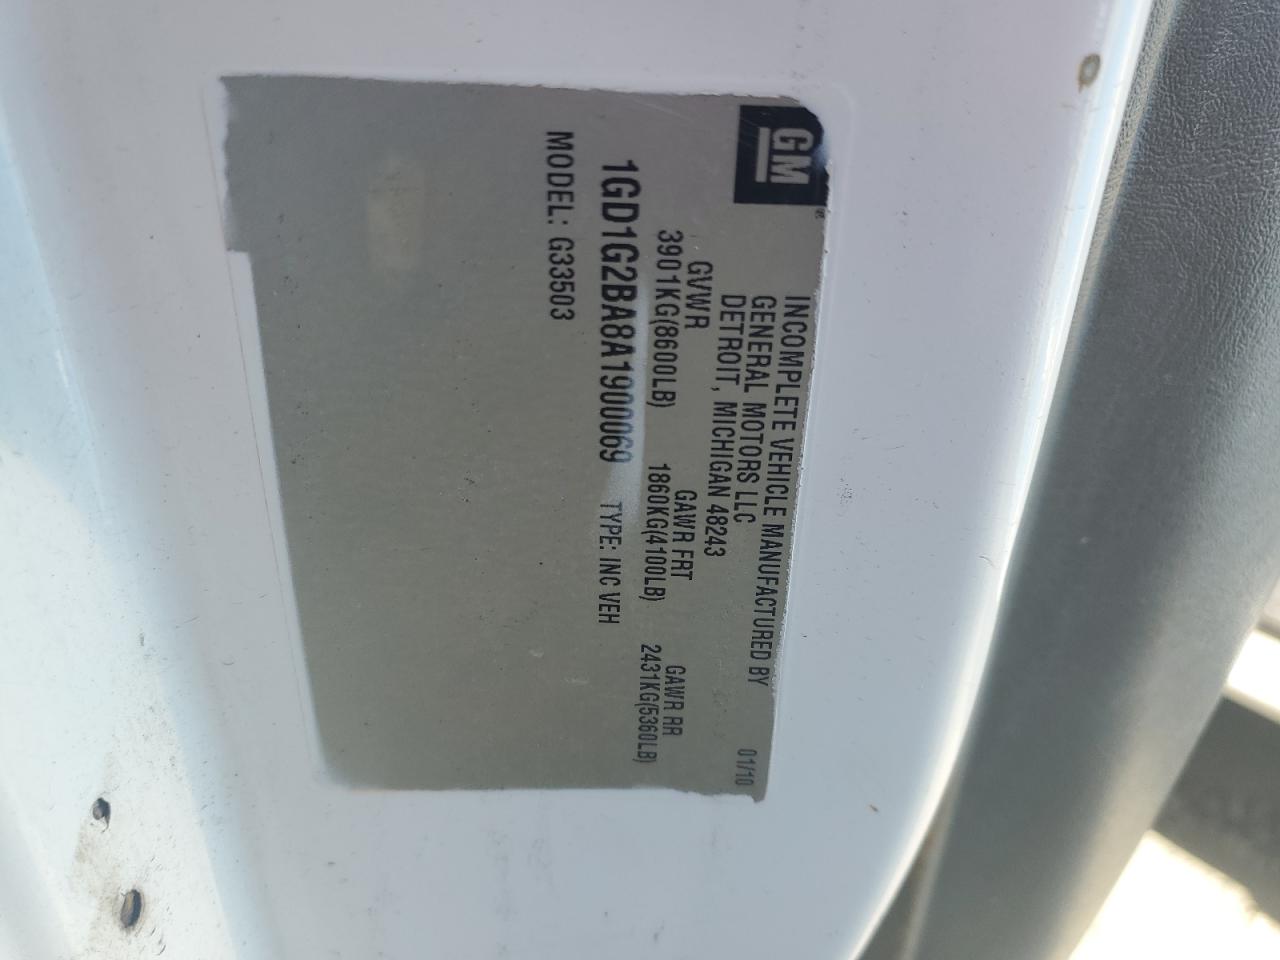 GM
®
INCOMPLETE VEHICLE MANUFACTURED BY
GENERAL MOTORS LLC 01/10
DETROIT, MICHIGAN 48243
GVWR GAWR FRT GAWR RR
3901KG(8600LB) 1860KG(4100LB) 2431KG(5360LB)
1GD1G2BA8A1900069 TYPE: INC VEH
MODEL: G33503